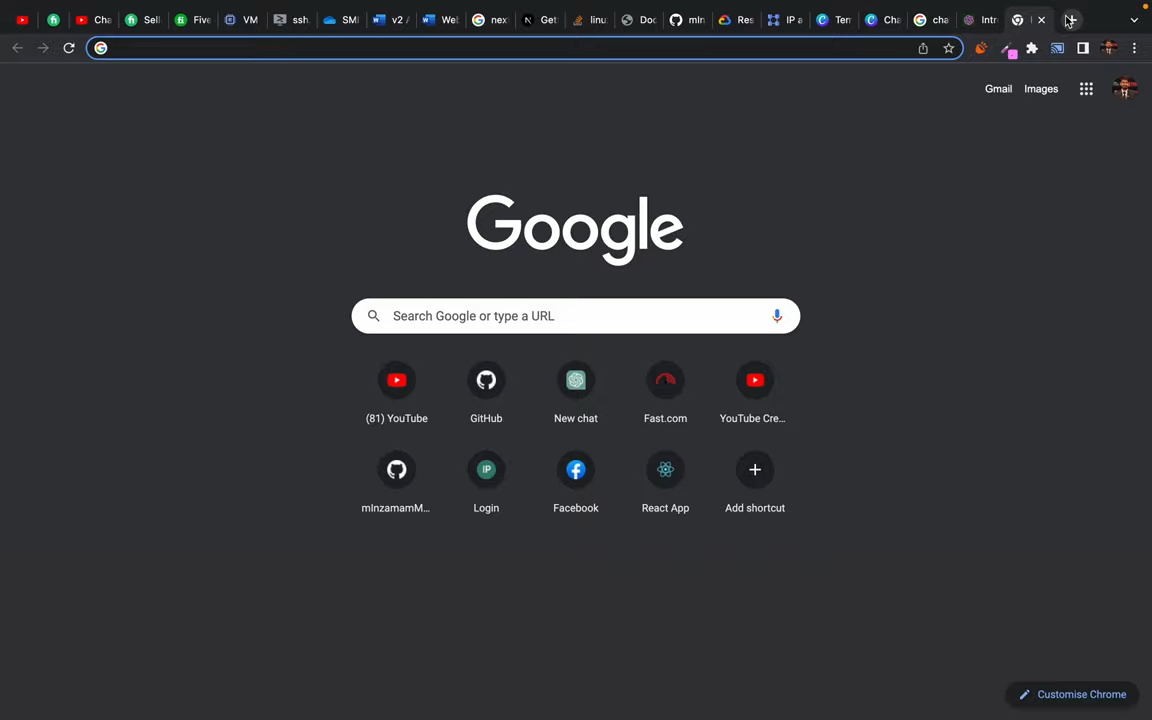 Cha
Sell
Five
VM
ssh.
SMI
v2 /
Wel
nex
Get
linu
Doc
mIn
Res
IP a
Ten
Cha
cha
Intr
Gmail Images
Google
Search Google or type a URL
(81) YouTube GitHub New chat Fast.com YouTube Cre...
IP
mInzamamM... Login Facebook React App Add shortcut
Customise Chrome